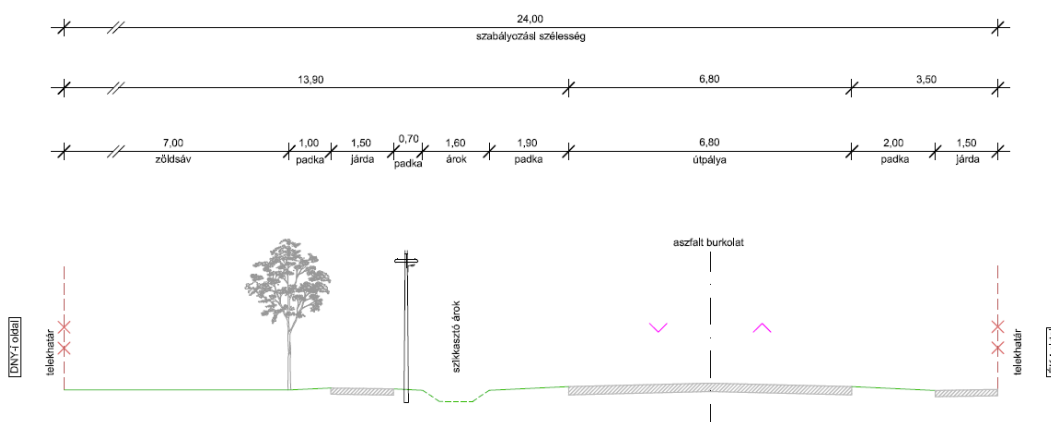 24,00
szabályozási szélesség
13,90 6,80 3,50
7,00 1,00 1,50 0,70 1,60 1,90 6,80 2,00 1,50
zöldsáv padka járda padka árok padka útpálya padka járda
aszfalt burkolat
DNY-i oldal
telekhatár
szikkasztó árok
telekhatár